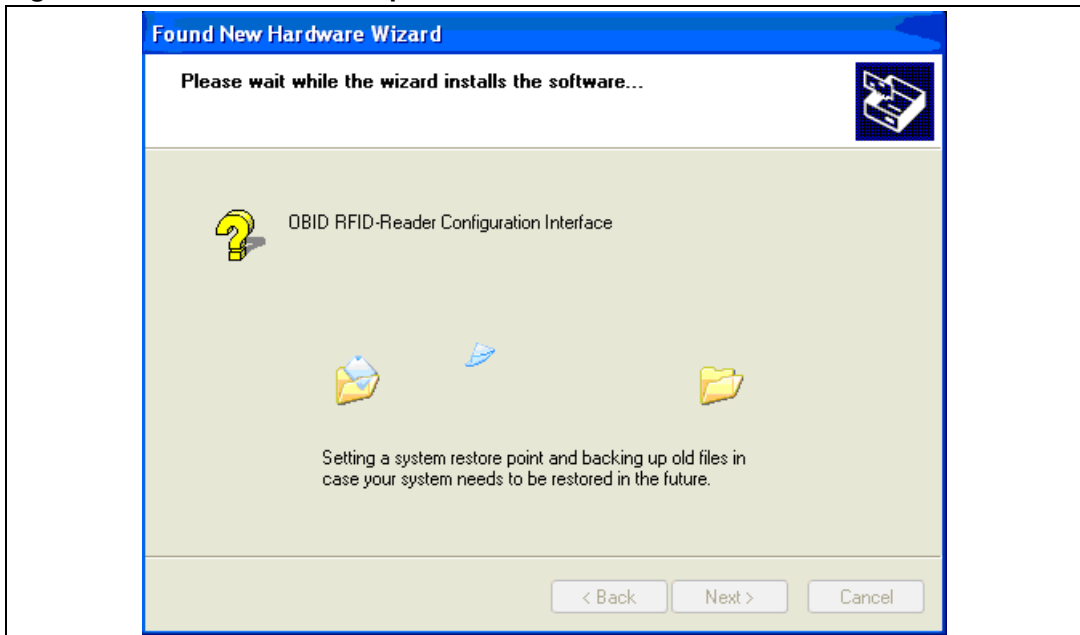 Found New Hardware Wizard
Please wait while the wizard installs the software...
OBID RFID-Reader Configuration Interface
Setting a system restore point and backing up old files in
case your system needs to be restored in the future.
< Back Next > Cancel